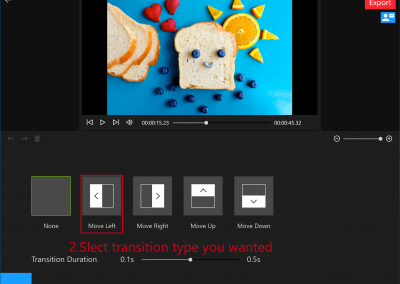 Export
00:00:15.23
00:00:45.32
None
Move Left
Move Right
Move Up
Move Down
2.Slect transition type you wanted
Transition Duration 0.1s 0.5s